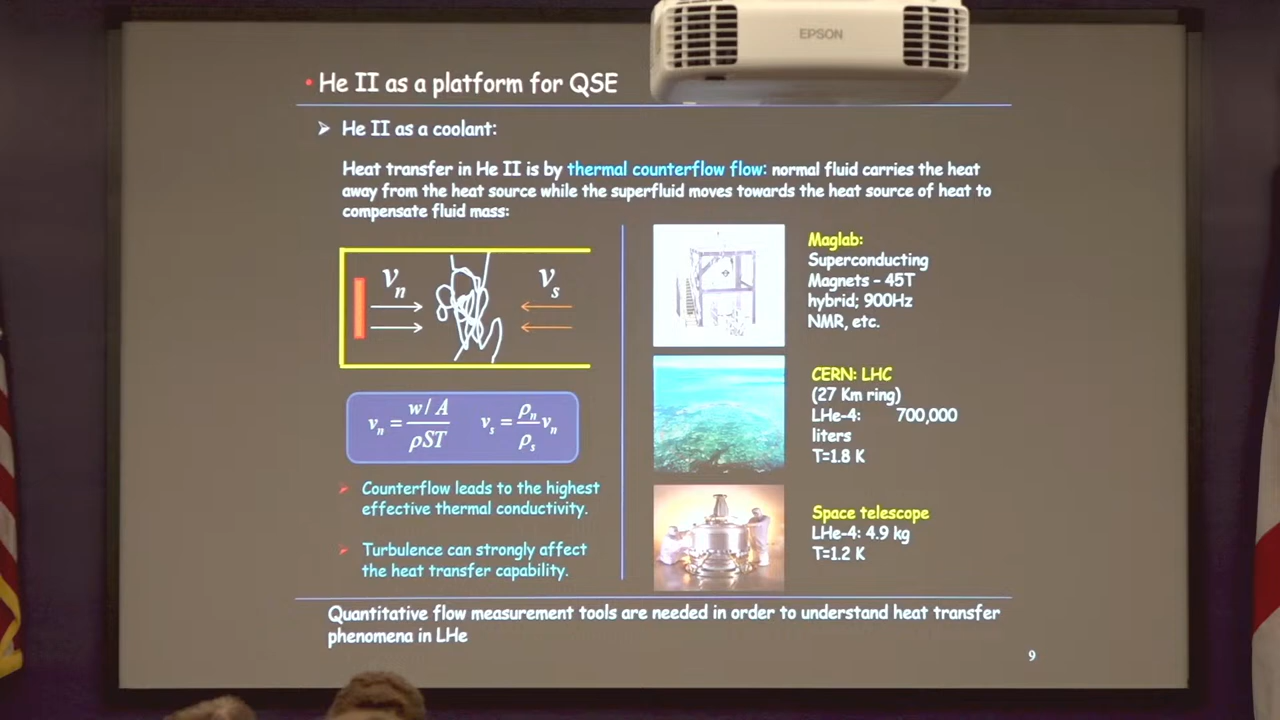 EPSON
• He II as a platform for QSE
➢ He II as a coolant:
Heat transfer in He II is by thermal counterflow flow: normal fluid carries the heat
away from the heat source while the superfluid moves towards the heat source of heat to
compensate fluid mass:
v_n
v_s
v_n = w/A / ρST v_s = ρ_n / ρ_s v_n
➢ Counterflow leads to the highest
effective thermal conductivity.
➢ Turbulence can strongly affect
the heat transfer capability.
Maglab:
Superconducting
Magnets – 45T
hybrid; 900Hz
NMR, etc.
CERN: LHC
(27 Km ring)
LHe-4: 700,000
liters
T=1.8 K
Space telescope
LHe-4: 4.9 kg
T=1.2 K
Quantitative flow measurement tools are needed in order to understand heat transfer
phenomena in LHe
9